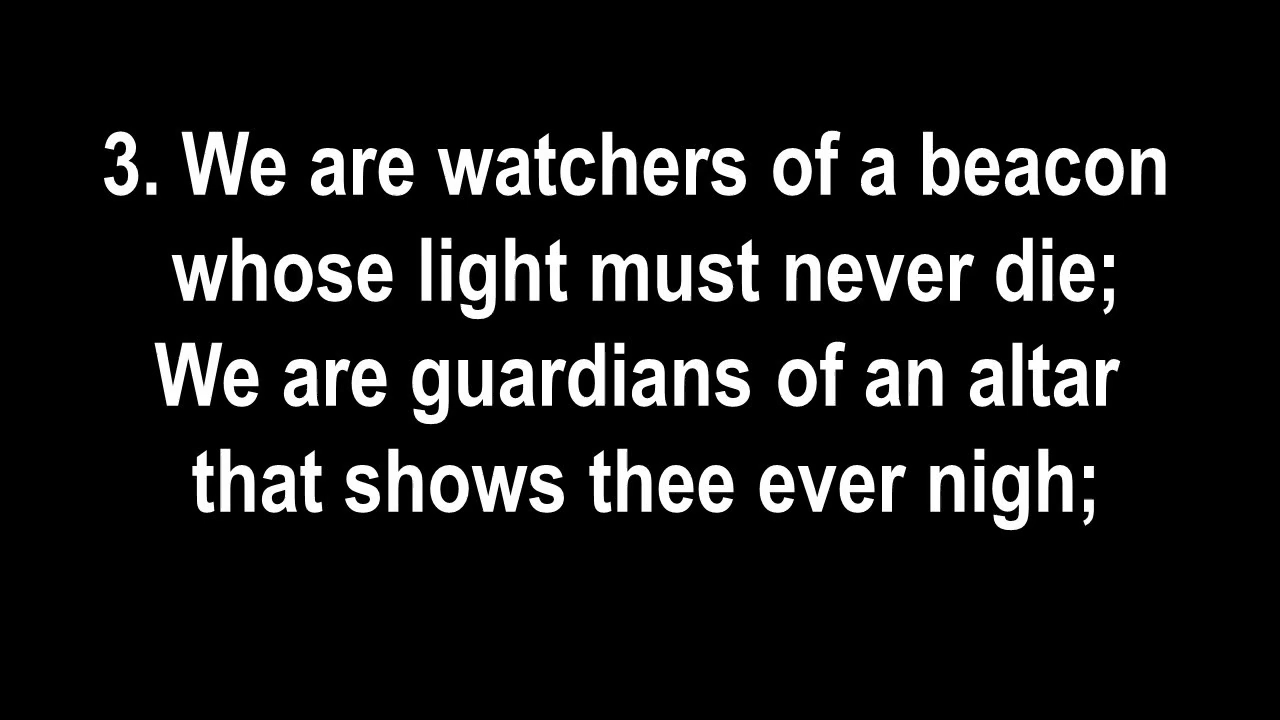 3. We are watchers of a beacon
whose light must never die;
We are guardians of an altar
that shows thee ever nigh;